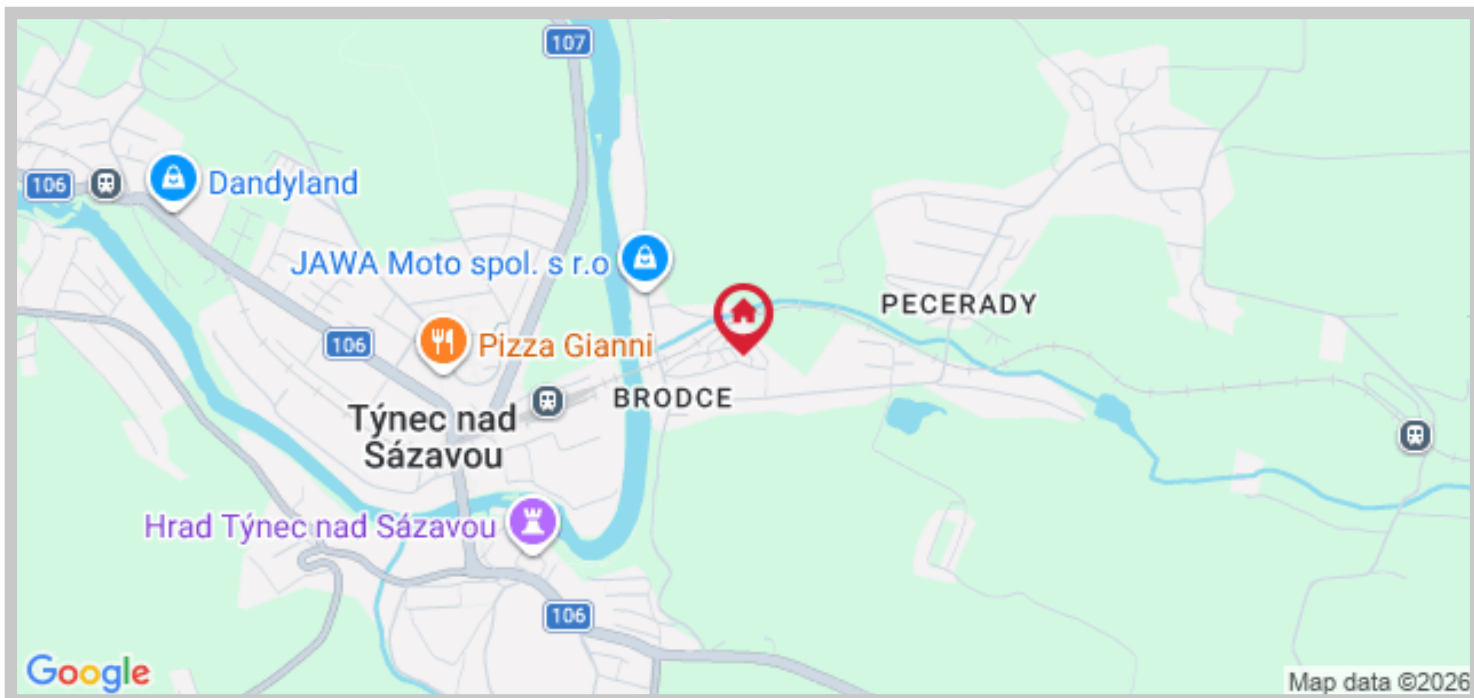 107
106
Dandyland
JAWA Moto spol. s r.o
PECERADY
106
Pizza Gianni
BRODCE
Týnec nad
Sázavou
Hrad Týnec nad Sázavou
106
Google
Map data ©2026